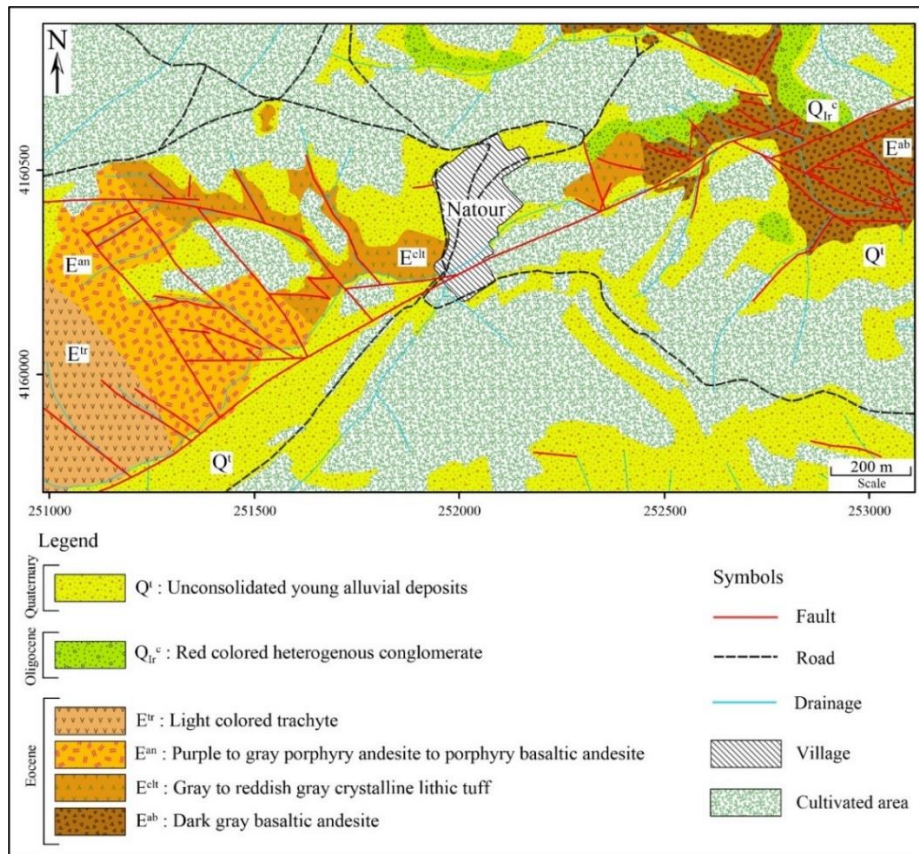 N
Q_lr^c
E^ab
4160500
Natour
E^an
E^clt
Q^t
E^tr
4160000
Q^t
200 m
Scale
251000
251500
252000
252500
253000
Legend
Quaternary
Q^t : Unconsolidated young alluvial deposits
Oligocene
Q_lr^c : Red colored heterogenous conglomerate
Eocene
E^tr : Light colored trachyte
E^an : Purple to gray porphyry andesite to porphyry basaltic andesite
E^clt : Gray to reddish gray crystalline lithic tuff
E^ab : Dark gray basaltic andesite
Symbols
Fault
Road
Drainage
Village
Cultivated area